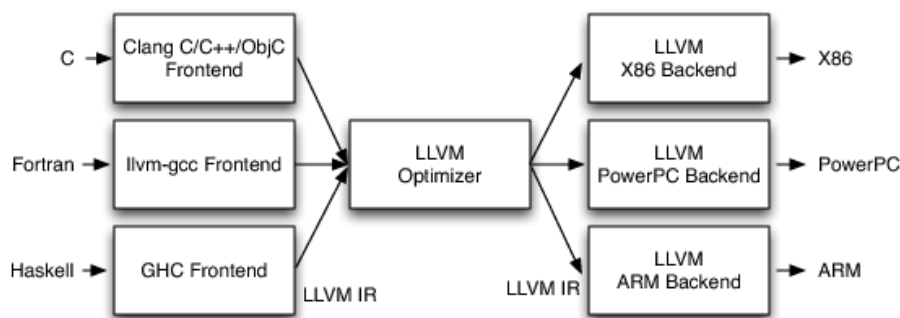 C
Clang C/C++/ObjC
Frontend
LLVM
X86 Backend
X86
Fortran
llvm-gcc Frontend
LLVM
Optimizer
LLVM
PowerPC Backend
PowerPC
Haskell
GHC Frontend
LLVM IR
LLVM IR
LLVM
ARM Backend
ARM